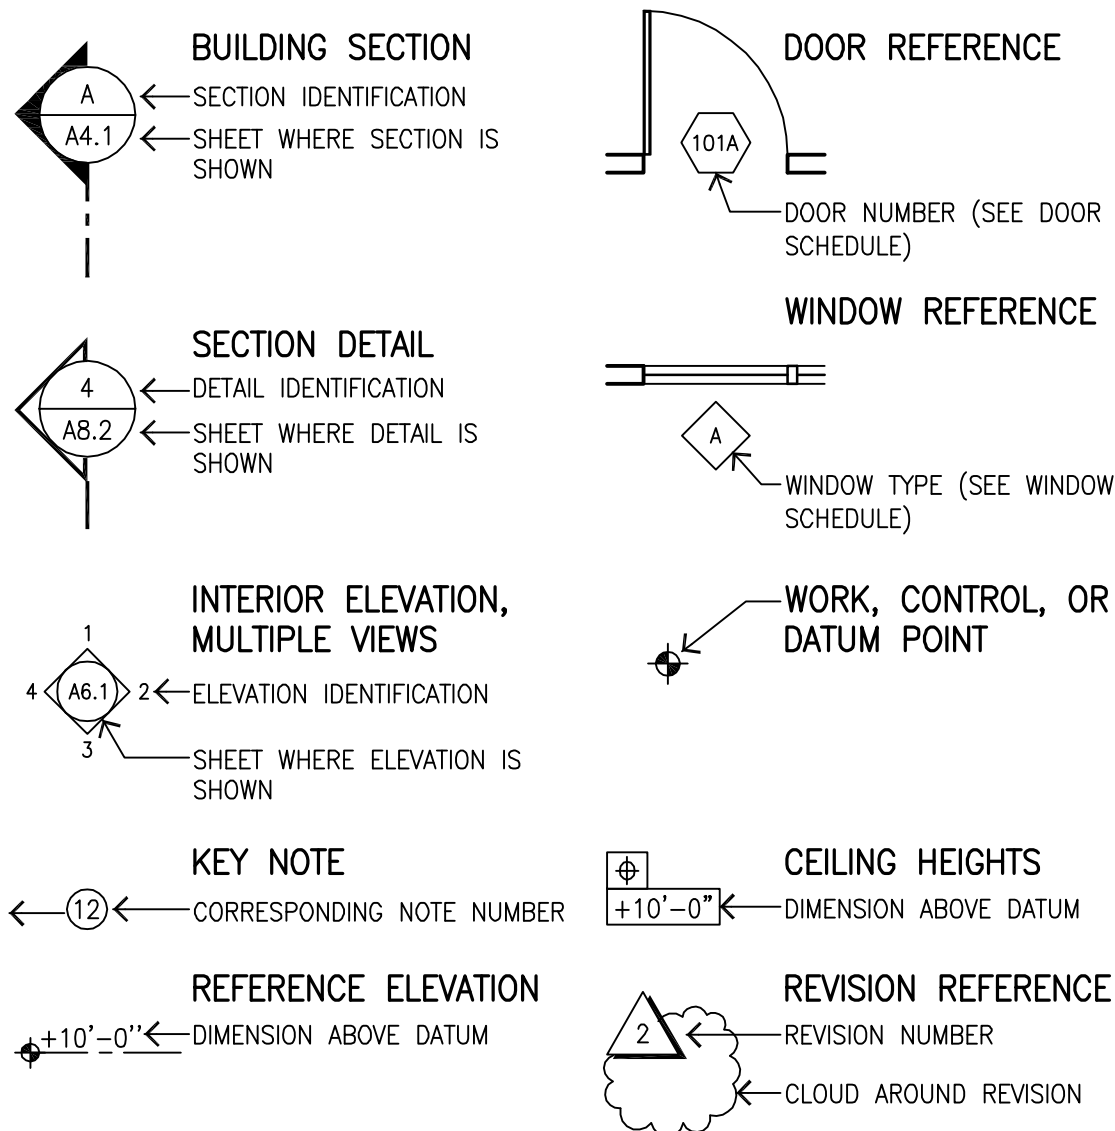 BUILDING SECTION
A
SECTION IDENTIFICATION
A4.1
SHEET WHERE SECTION IS
SHOWN
SECTION DETAIL
4
DETAIL IDENTIFICATION
A8.2
SHEET WHERE DETAIL IS
SHOWN
INTERIOR ELEVATION,
MULTIPLE VIEWS
1
4
A6.1
2
ELEVATION IDENTIFICATION
3
SHEET WHERE ELEVATION IS
SHOWN
KEY NOTE
12
CORRESPONDING NOTE NUMBER
REFERENCE ELEVATION
+10'-0''
DIMENSION ABOVE DATUM
DOOR REFERENCE
101A
DOOR NUMBER (SEE DOOR
SCHEDULE)
WINDOW REFERENCE
A
WINDOW TYPE (SEE WINDOW
SCHEDULE)
WORK, CONTROL, OR
DATUM POINT
CEILING HEIGHTS
+10'-0"
DIMENSION ABOVE DATUM
REVISION REFERENCE
2
REVISION NUMBER
CLOUD AROUND REVISION